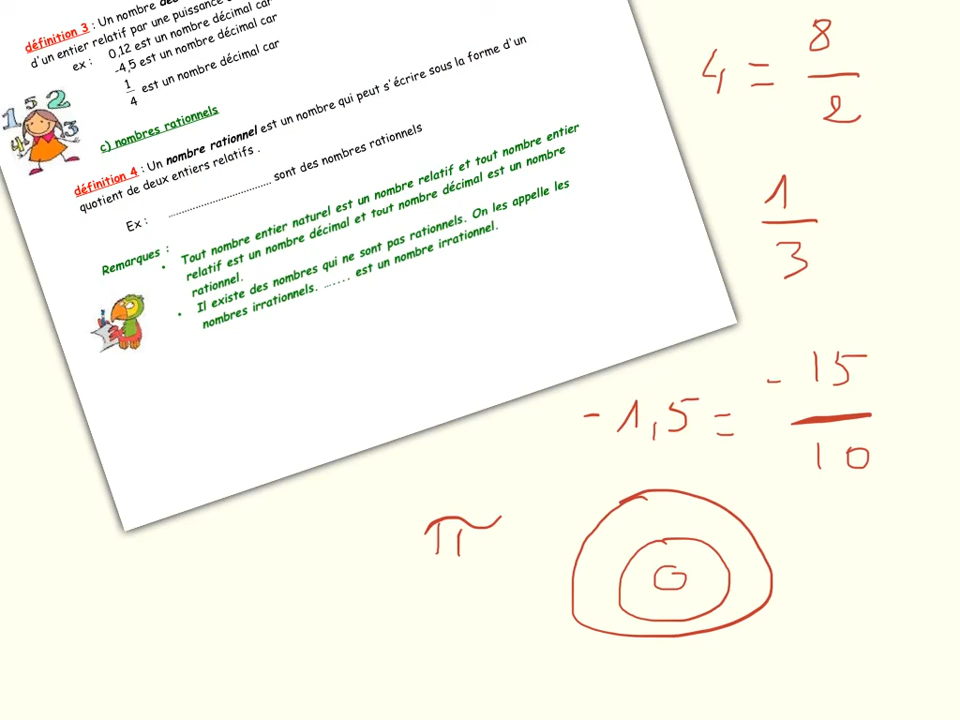 définition 3 : Un nombre
d'un entier relatif par une puissance
ex : 0,12 est un nombre décimal car
-4,5 est un nombre décimal car
1
4
est un nombre décimal car
1 5 2
4 3
c) nombres rationnels
définition 4 : Un nombre rationnel est un nombre qui peut s'écrire sous la forme d'un
quotient de deux entiers relatifs .
Ex : .............................. sont des nombres rationnels
Remarques :
• Tout nombre entier naturel est un nombre relatif et tout nombre entier
relatif est un nombre décimal et tout nombre décimal est un nombre
rationnel.
• Il existe des nombres qui ne sont pas rationnels. On les appelle les
nombres irrationnels. ........ est un nombre irrationnel.
4 = 8
2
1
3
- 1,5 = - 15
10
π